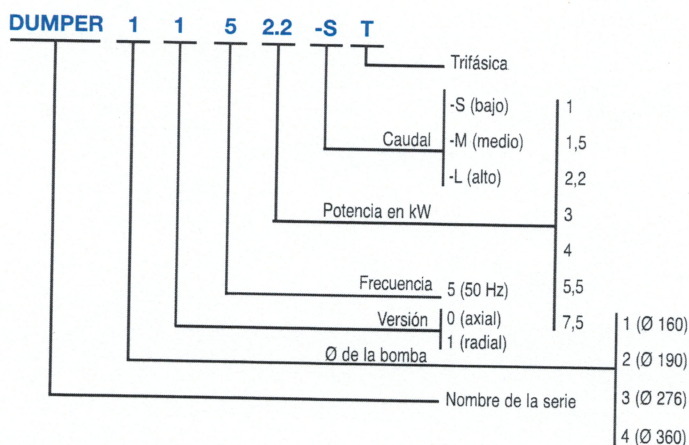 DUMPER 1 1 5 2.2 -S T
Trifásica
Caudal
-S (bajo)
-M (medio)
-L (alto)
Potencia en kW
1
1,5
2,2
3
4
5,5
7,5
Frecuencia 5 (50 Hz)
Versión
0 (axial)
1 (radial)
Ø de la bomba
1 (Ø 160)
2 (Ø 190)
3 (Ø 276)
4 (Ø 360)
Nombre de la serie